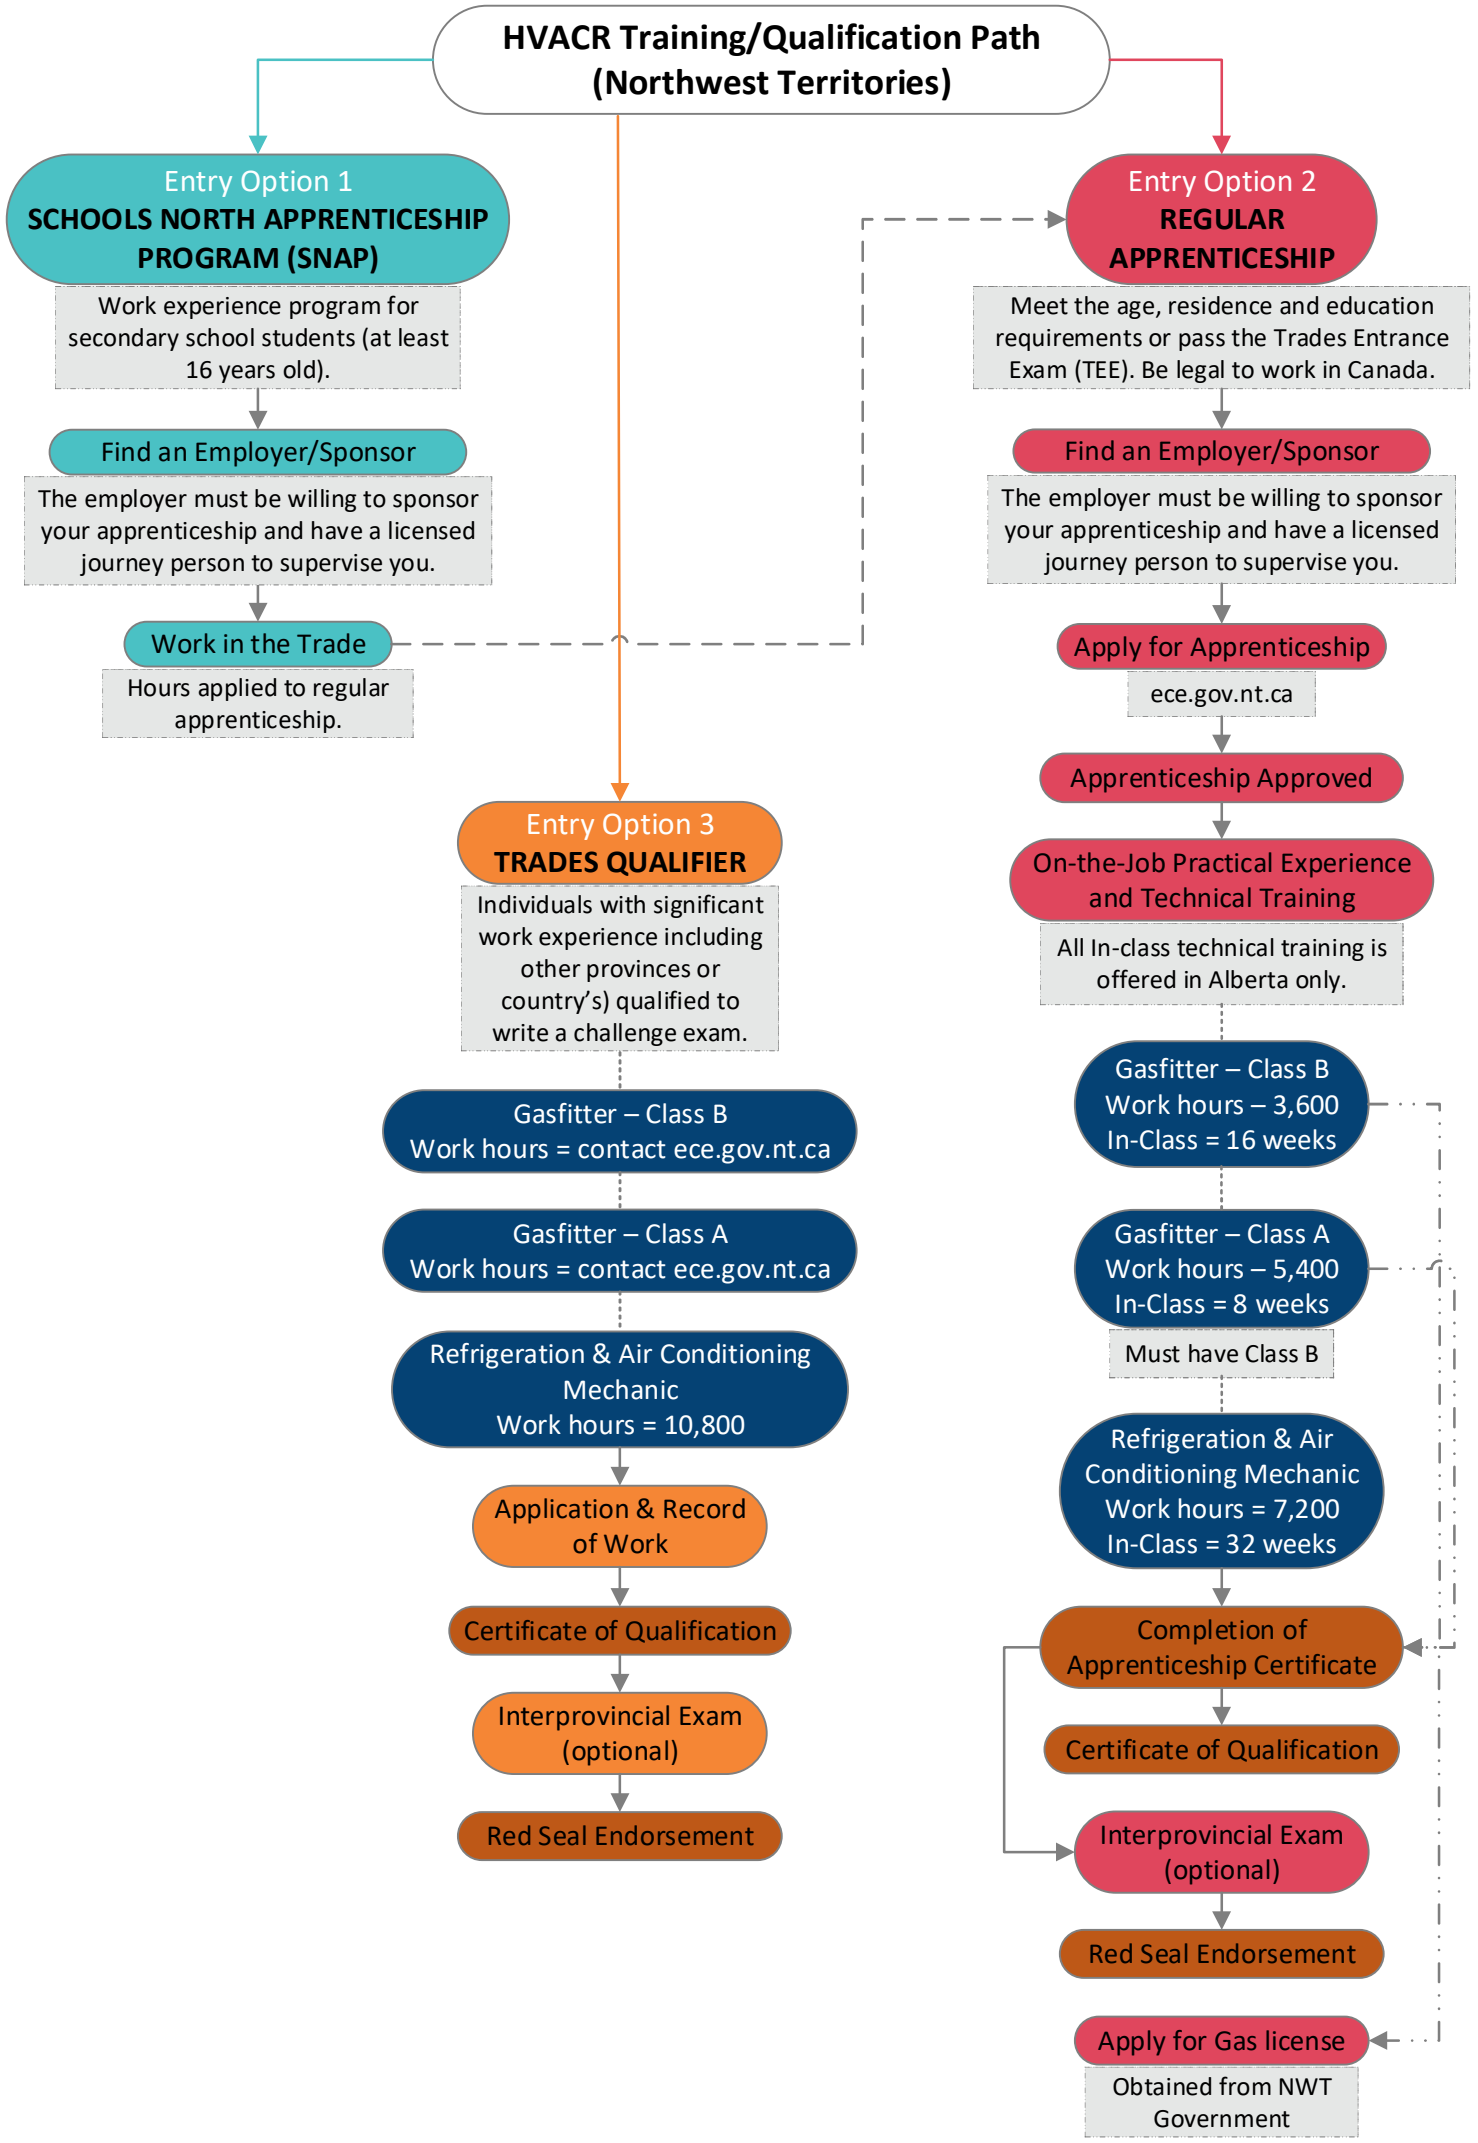 HVACR Training/Qualification Path
(Northwest Territories)
Entry Option 1
SCHOOLS NORTH APPRENTICESHIP
PROGRAM (SNAP)
Work experience program for
secondary school students (at least
16 years old).
Find an Employer/Sponsor
The employer must be willing to sponsor
your apprenticeship and have a licensed
journey person to supervise you.
Work in the Trade
Hours applied to regular
apprenticeship.
Entry Option 2
REGULAR
APPRENTICESHIP
Meet the age, residence and education
requirements or pass the Trades Entrance
Exam (TEE). Be legal to work in Canada.
Find an Employer/Sponsor
The employer must be willing to sponsor
your apprenticeship and have a licensed
journey person to supervise you.
Apply for Apprenticeship
ece.gov.nt.ca
Apprenticeship Approved
On-the-Job Practical Experience
and Technical Training
All In-class technical training is
offered in Alberta only.
Gasfitter – Class B
Work hours – 3,600
In-Class = 16 weeks
Gasfitter – Class A
Work hours – 5,400
In-Class = 8 weeks
Must have Class B
Refrigeration & Air
Conditioning Mechanic
Work hours = 7,200
In-Class = 32 weeks
Completion of
Apprenticeship Certificate
Certificate of Qualification
Interprovincial Exam
(optional)
Red Seal Endorsement
Apply for Gas license
Obtained from NWT
Government
Entry Option 3
TRADES QUALIFIER
Individuals with significant
work experience including
other provinces or
country's) qualified to
write a challenge exam.
Gasfitter – Class B
Work hours = contact ece.gov.nt.ca
Gasfitter – Class A
Work hours = contact ece.gov.nt.ca
Refrigeration & Air Conditioning
Mechanic
Work hours = 10,800
Application & Record
of Work
Certificate of Qualification
Interprovincial Exam
(optional)
Red Seal Endorsement